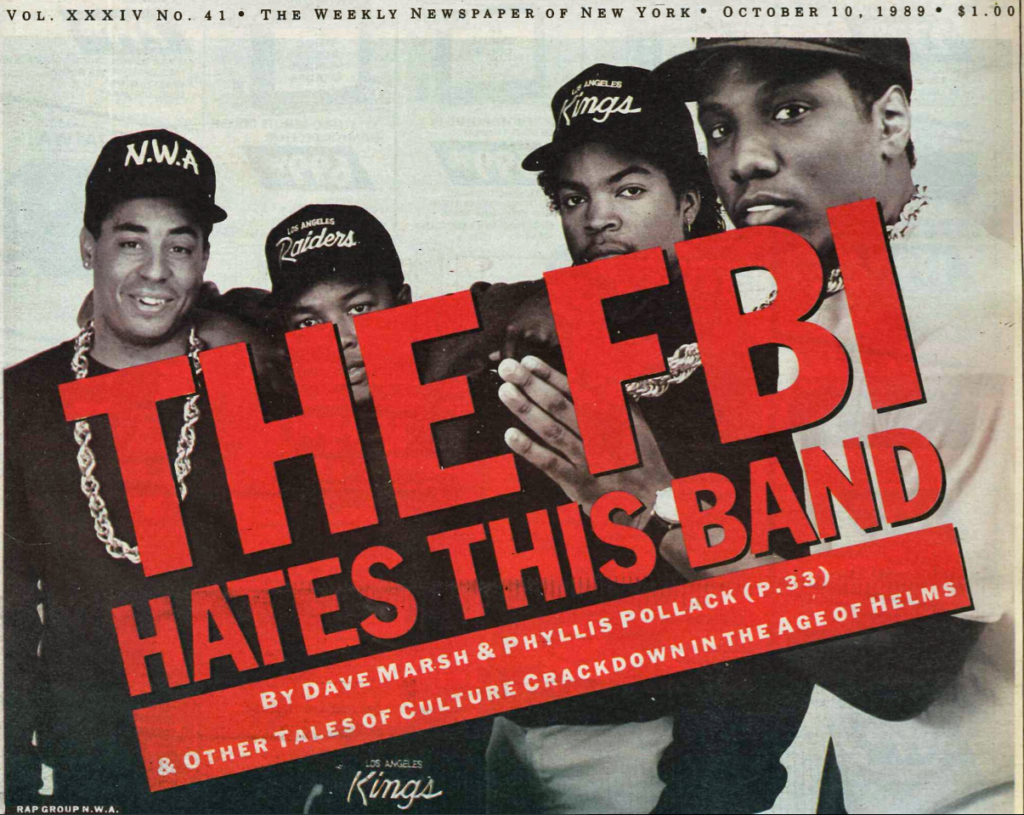 VOL. XXXIV NO. 41 • THE WEEKLY NEWSPAPER OF NEW YORK • OCTOBER 10, 1989 • $1.00
N.W.A
LOS ANGELES
Raiders
LOS ANGELES
Kings
THE FBI
HATES THIS BAND
BY DAVE MARSH & PHYLLIS POLLACK (P.33)
& OTHER TALES OF CULTURE CRACKDOWN IN THE AGE OF HELMS
LOS ANGELES
Kings
RAP GROUP N.W.A.